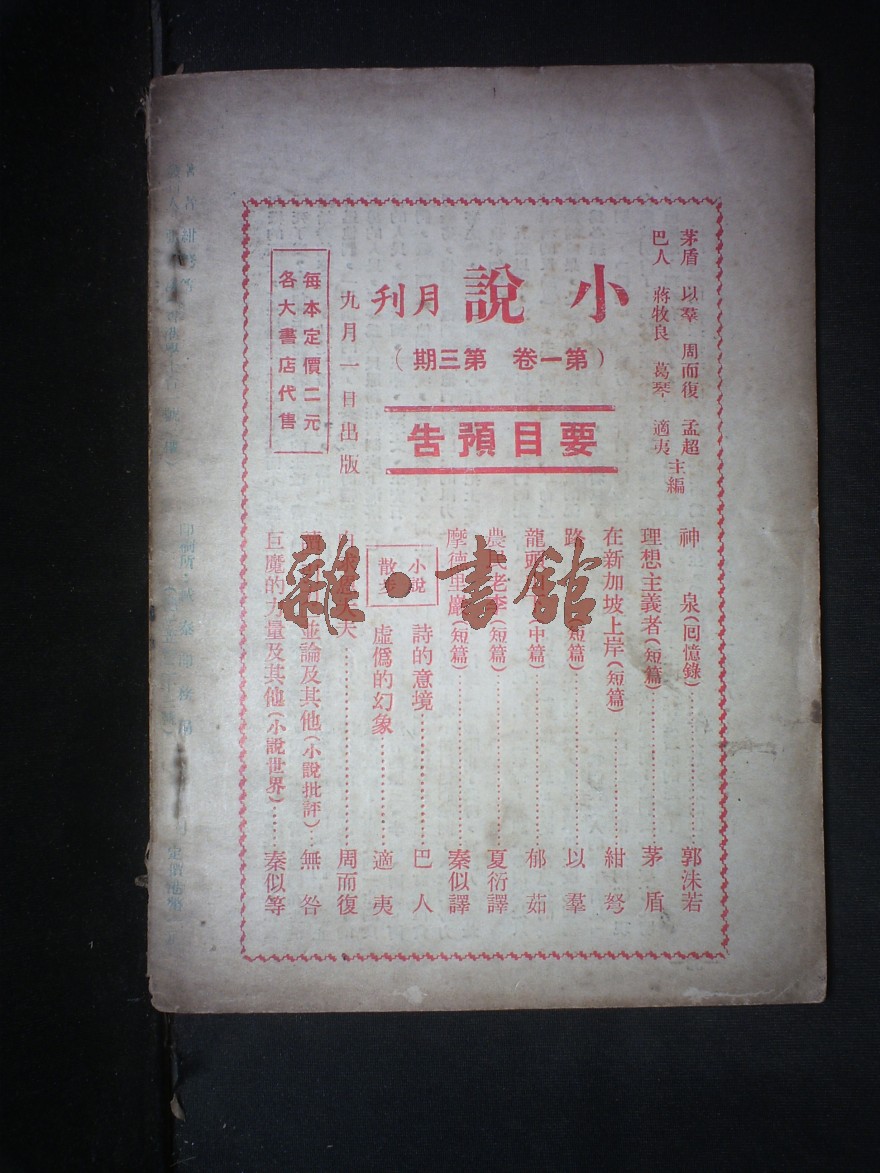 茅盾 以羣 周而復 孟超
巴人 蔣牧良 葛琴 適夷
主編
小說月刊
(第一卷 第三期)
要目預告
九月一日出版
每本定價二元
各大書店代售
神 泉(囘憶錄)……郭沫若
理想主義者(短篇)……茅 盾
在新加坡上岸(短篇)……紺 弩
路 (短篇)……以 羣
龍頭 (中篇)……郁 茹
農民老李(短篇)……夏衍譯
摩德里巖(短篇)……秦似譯
小說
散
詩的意境……巴 人
虛僞的幻象……適 夷
夫……周而復
並論及其他(小說批評)……無 咎
巨魔的力量及其他(小說世界)……秦似等
雜·書館
定價港幣